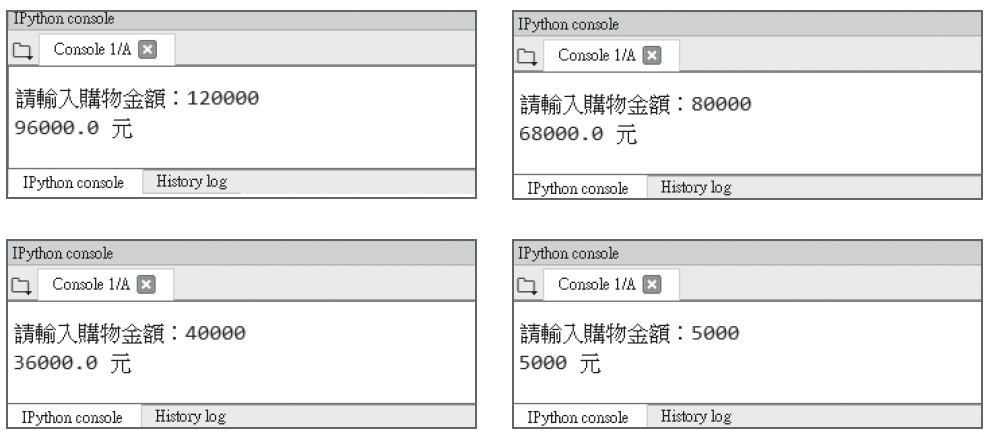 IPython console
Console 1/A
請輸入購物金額：120000
96000.0 元
IPython console History log
IPython console
Console 1/A
請輸入購物金額：80000
68000.0 元
IPython console History log
IPython console
Console 1/A
請輸入購物金額：40000
36000.0 元
IPython console History log
IPython console
Console 1/A
請輸入購物金額：5000
5000 元
IPython console History log